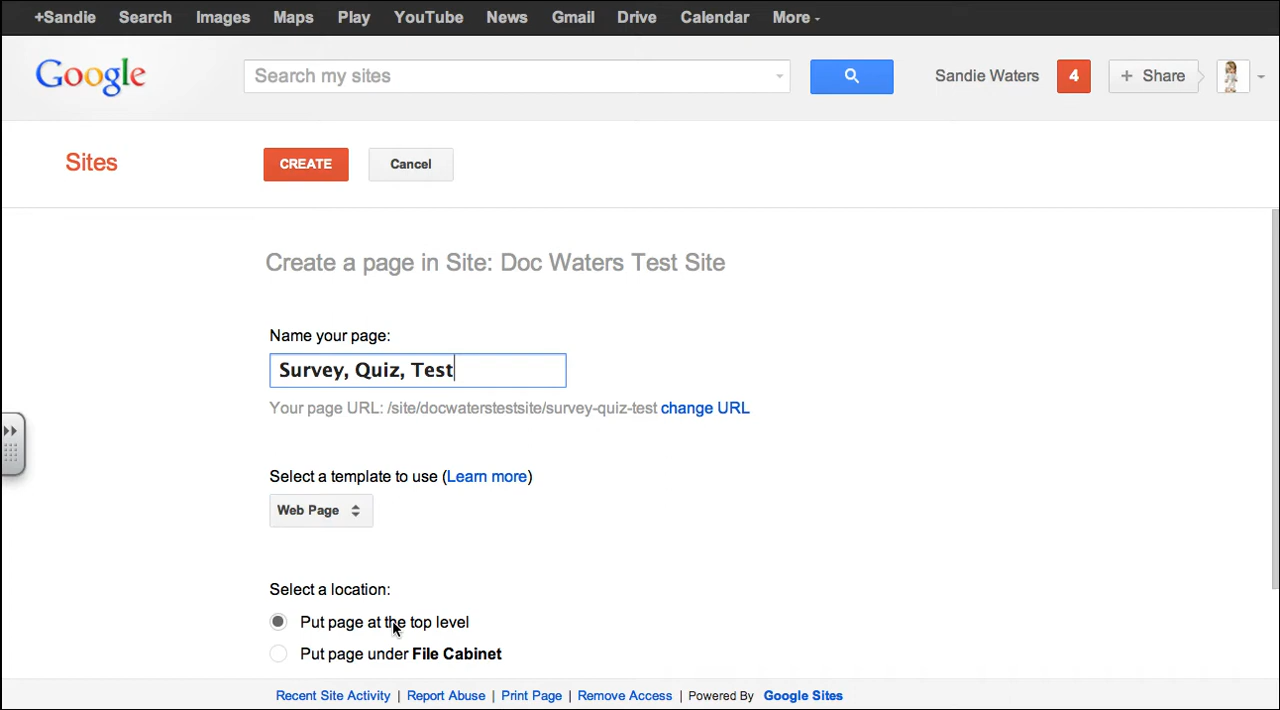 +Sandie Search Images Maps Play YouTube News Gmail Drive Calendar More
Google Search my sites Sandie Waters 4 + Share
Sites CREATE Cancel
Create a page in Site: Doc Waters Test Site
Name your page:
Survey, Quiz, Test
Your page URL: /site/docwaterstestsite/survey-quiz-test change URL
Select a template to use (Learn more)
Web Page
Select a location:
Put page at the top level
Put page under File Cabinet
Recent Site Activity | Report Abuse | Print Page | Remove Access | Powered By Google Sites